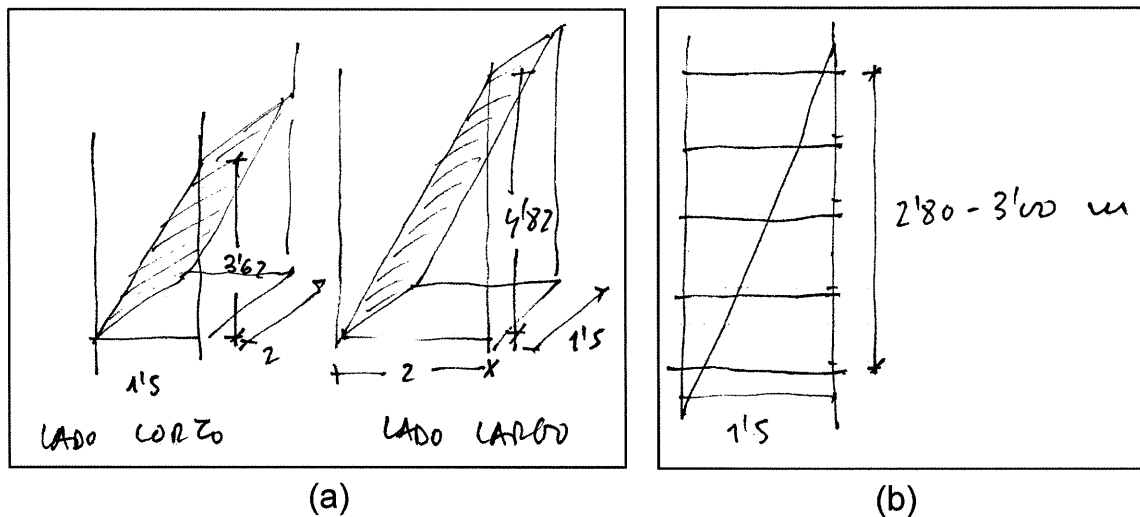 3'62
4'82
2
1'5
1'5
2
LADO CORTO
LADO LARGO
2'80 - 3'00 m
1'5
(a)
(b)